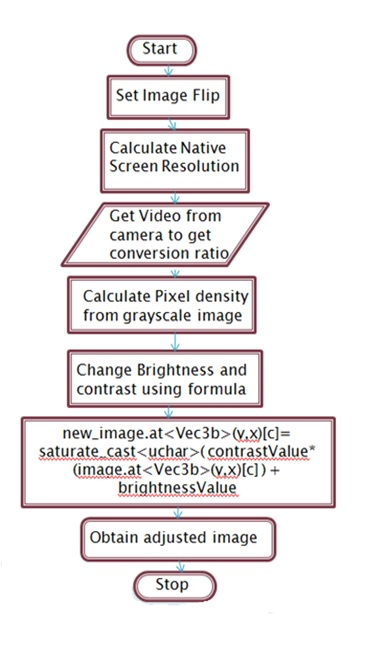 Start
Set Image Flip
Calculate Native
Screen Resolution
Get Video from
camera to get
conversion ratio
Calculate Pixel density
from grayscale image
Change Brightness and
contrast using formula
new_image.at<Vec3b>(y,x)[c]=
saturate_cast<uchar>(contrastValue*
(image.at<Vec3b>(y,x)[c]) +
brightnessValue
Obtain adjusted image
Stop